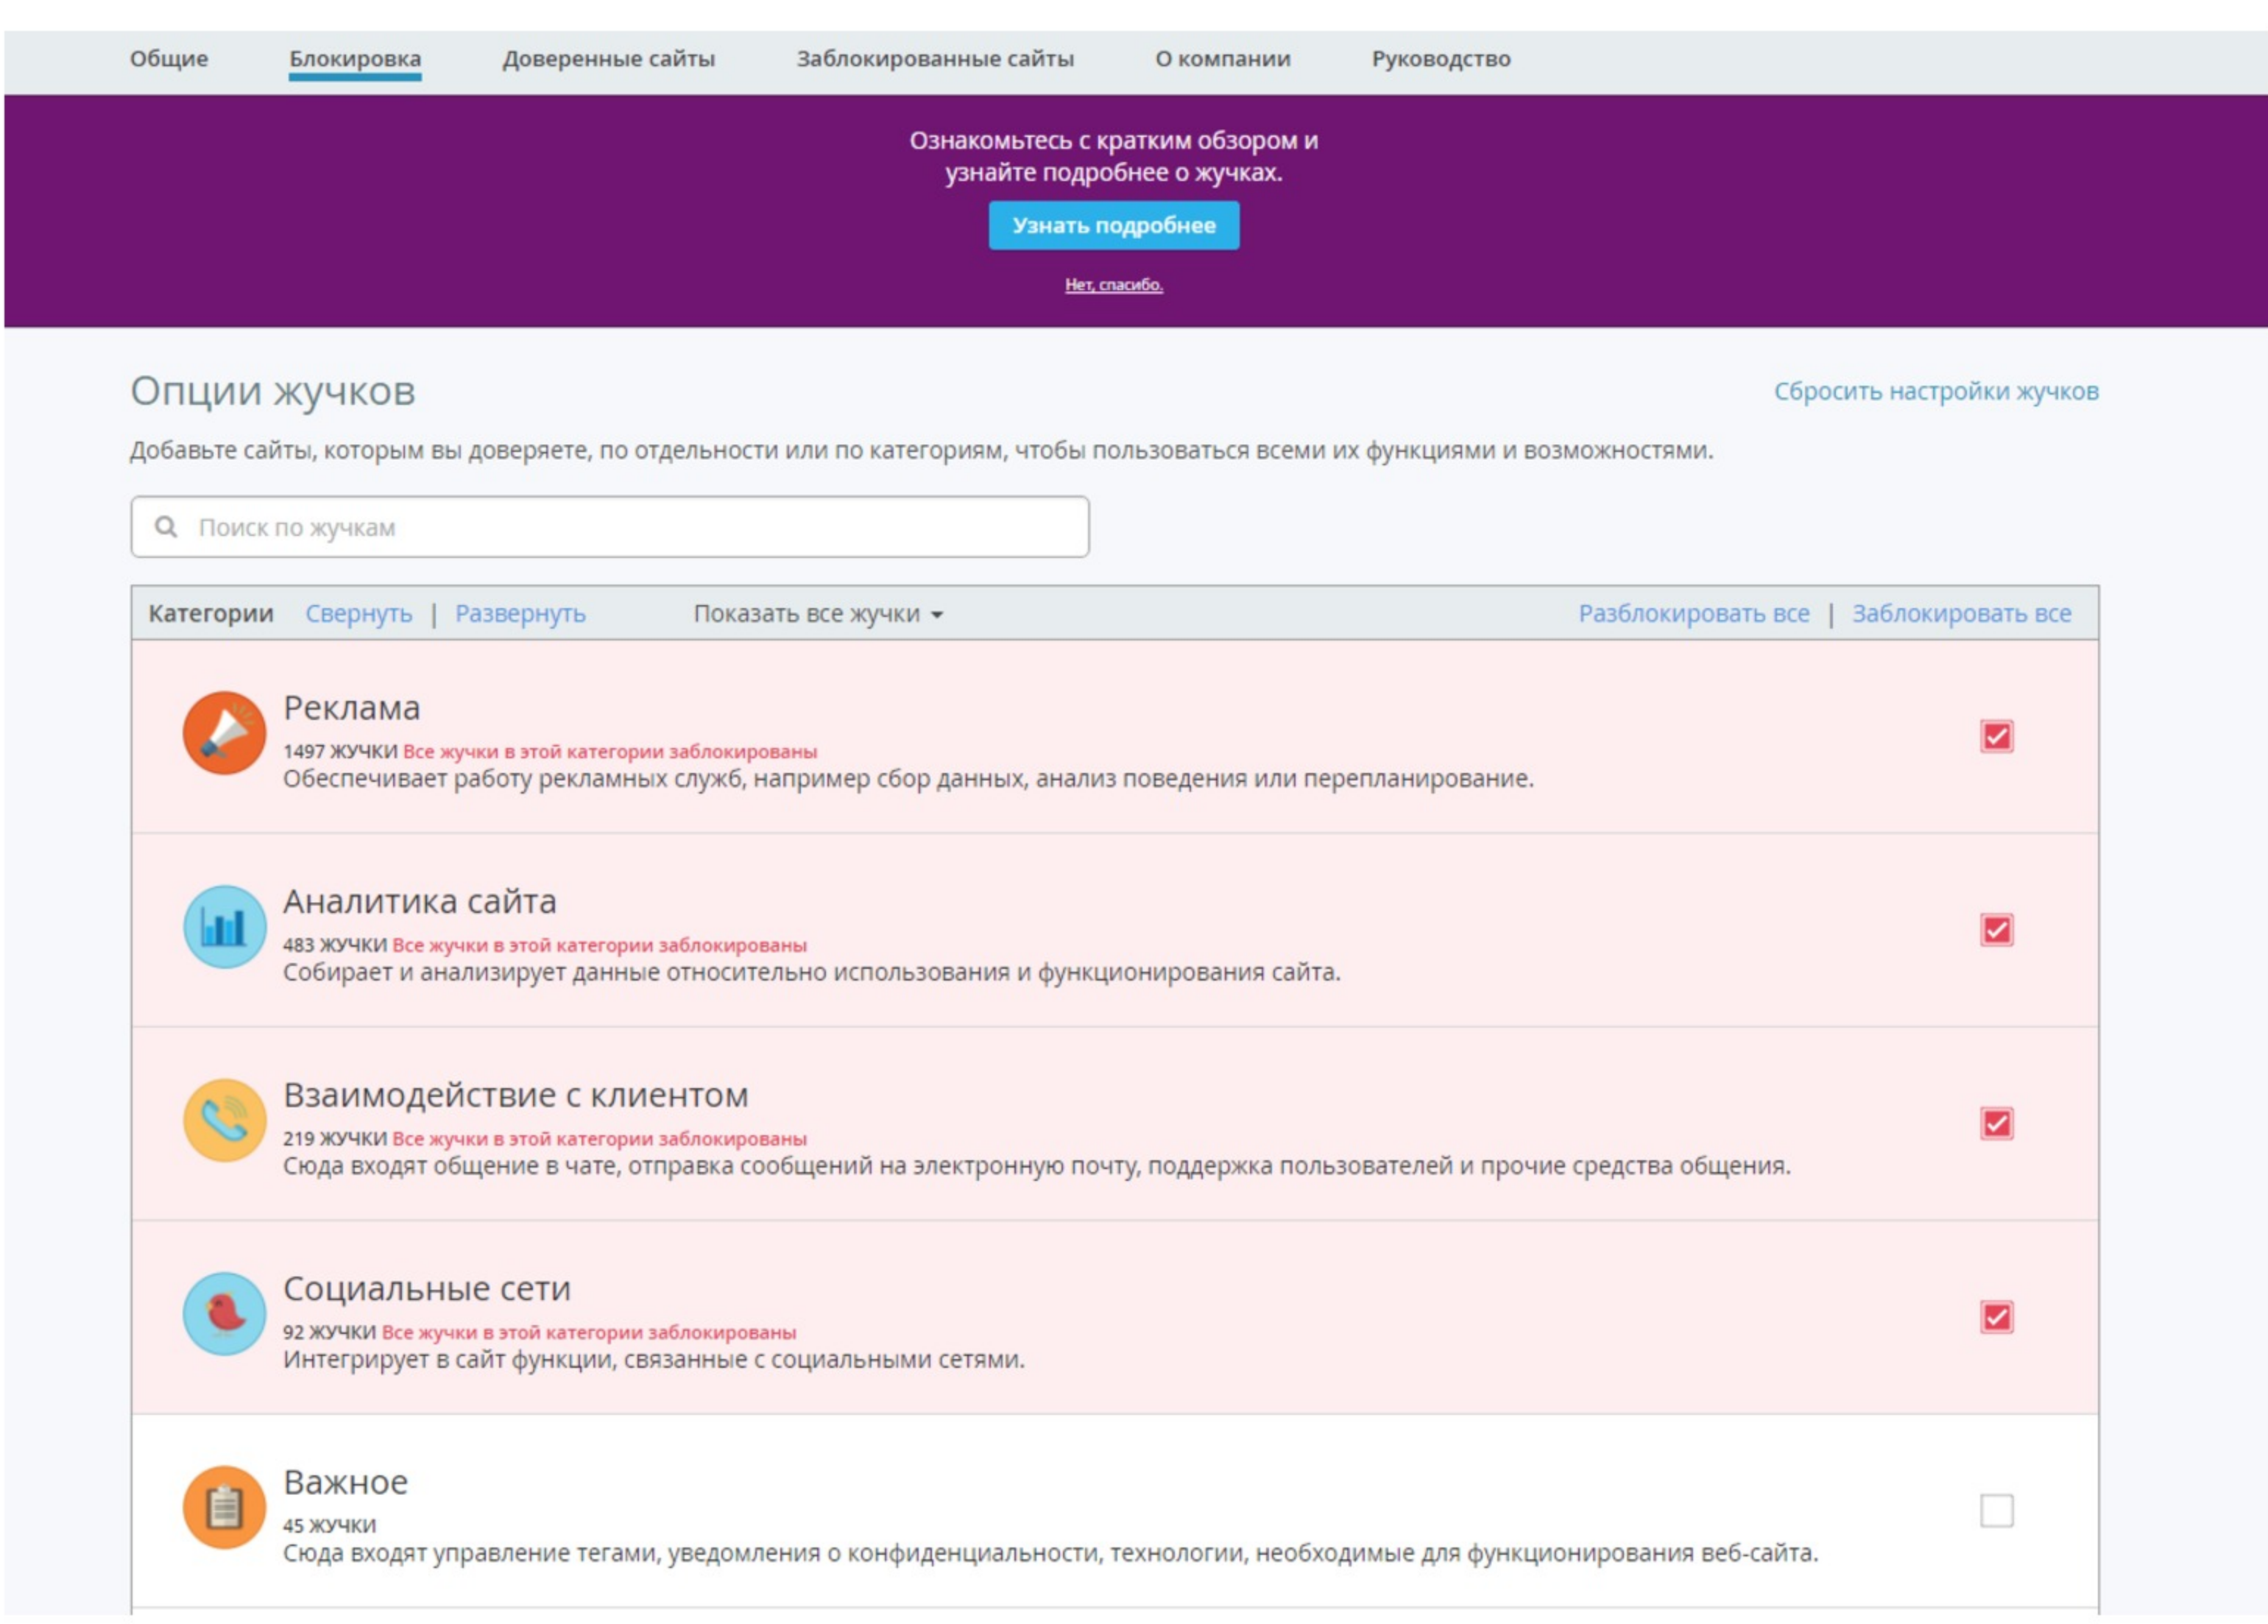 Общие Блокировка Доверенные сайты Заблокированные сайты О компании Руководство
Ознакомьтесь с кратким обзором и
узнайте подробнее о жучках.
Узнать подробнее
Нет, спасибо.
Опции жучков
Сбросить настройки жучков
Добавьте сайты, которым вы доверяете, по отдельности или по категориям, чтобы пользоваться всеми их функциями и возможностями.
Поиск по жучкам
Категории Свернуть | Развернуть Показать все жучки Разблокировать все | Заблокировать все
Реклама
1497 ЖУЧКИ Все жучки в этой категории заблокированы
Обеспечивает работу рекламных служб, например сбор данных, анализ поведения или перепланирование.
Аналитика сайта
483 ЖУЧКИ Все жучки в этой категории заблокированы
Собирает и анализирует данные относительно использования и функционирования сайта.
Взаимодействие с клиентом
219 ЖУЧКИ Все жучки в этой категории заблокированы
Сюда входят общение в чате, отправка сообщений на электронную почту, поддержка пользователей и прочие средства общения.
Социальные сети
92 ЖУЧКИ Все жучки в этой категории заблокированы
Интегрирует в сайт функции, связанные с социальными сетями.
Важное
45 ЖУЧКИ
Сюда входят управление тегами, уведомления о конфиденциальности, технологии, необходимые для функционирования веб-сайта.